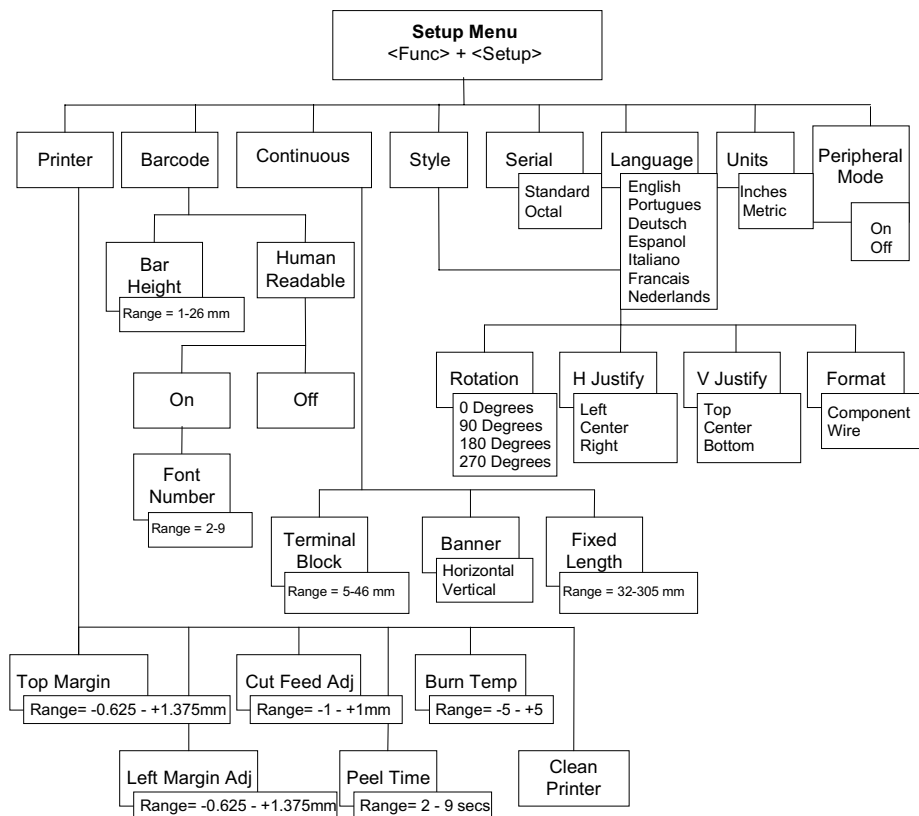 Setup Menu
<Func> + <Setup>
Printer
Barcode
Continuous
Style
Serial
Standard
Octal
Language
English
Portugues
Deutsch
Espanol
Italiano
Francais
Nederlands
Units
Inches
Metric
Peripheral
Mode
On
Off
Bar
Height
Range = 1-26 mm
Human
Readable
On
Off
Font
Number
Range = 2-9
Rotation
0 Degrees
90 Degrees
180 Degrees
270 Degrees
H Justify
Left
Center
Right
V Justify
Top
Center
Bottom
Format
Component
Wire
Terminal
Block
Range = 5-46 mm
Banner
Horizontal
Vertical
Fixed
Length
Range = 32-305 mm
Top Margin
Range= -0.625 - +1.375mm
Cut Feed Adj
Range= -1 - +1mm
Burn Temp
Range= -5 - +5
Left Margin Adj
Range= -0.625 - +1.375mm
Peel Time
Range= 2 - 9 secs
Clean
Printer